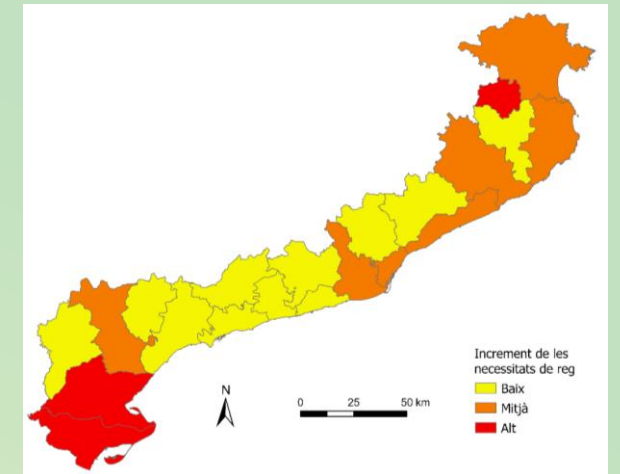 Increment de les
necessitats de reg
Baix
Mitjà
Alt
N
0 25 50 km